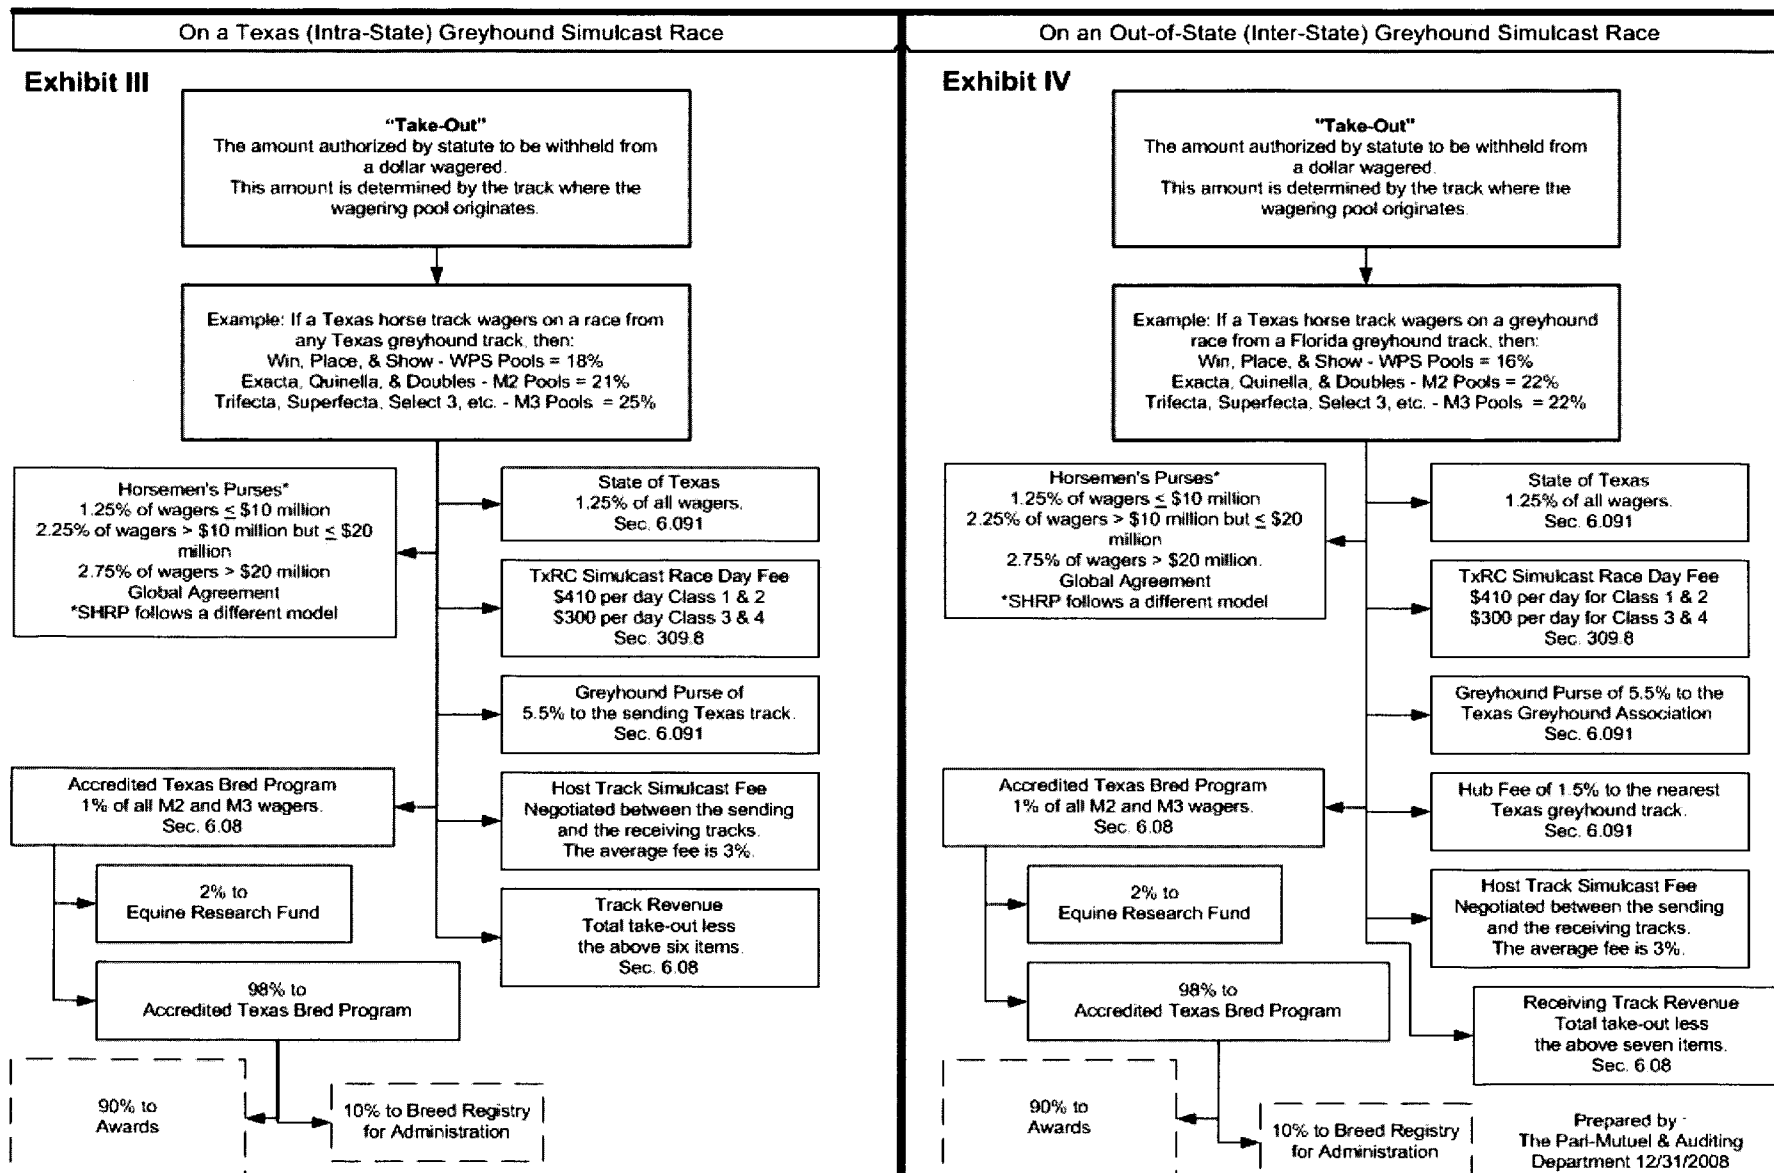 On a Texas (Intra-State) Greyhound Simulcast Race
Exhibit III
"Take-Out"
The amount authorized by statute to be withheld from
a dollar wagered.
This amount is determined by the track where the
wagering pool originates.
Example: If a Texas horse track wagers on a race from
any Texas greyhound track, then:
Win, Place, & Show - WPS Pools = 18%
Exacta, Quinella, & Doubles - M2 Pools = 21%
Trifecta, Superfecta, Select 3, etc. - M3 Pools = 25%
Horsemen's Purses*
1.25% of wagers ≤ $10 million
2.25% of wagers > $10 million but ≤ $20
million
2.75% of wagers > $20 million
Global Agreement
*SHRP follows a different model
State of Texas
1.25% of all wagers.
Sec. 6.091
TxRC Simulcast Race Day Fee
$410 per day Class 1 & 2
$300 per day Class 3 & 4
Sec. 309.8
Greyhound Purse of
5.5% to the sending Texas track.
Sec. 6.091
Accredited Texas Bred Program
1% of all M2 and M3 wagers.
Sec. 6.08
Host Track Simulcast Fee
Negotiated between the sending
and the receiving tracks.
The average fee is 3%.
2% to
Equine Research Fund
Track Revenue
Total take-out less
the above six items.
Sec. 6.08
98% to
Accredited Texas Bred Program
90% to
Awards
10% to Breed Registry
for Administration
On an Out-of-State (Inter-State) Greyhound Simulcast Race
Exhibit IV
"Take-Out"
The amount authorized by statute to be withheld from
a dollar wagered.
This amount is determined by the track where the
wagering pool originates.
Example: If a Texas horse track wagers on a greyhound
race from a Florida greyhound track, then:
Win, Place, & Show - WPS Pools = 16%
Exacta, Quinella, & Doubles - M2 Pools = 22%
Trifecta, Superfecta, Select 3, etc. - M3 Pools = 22%
Horsemen's Purses*
1.25% of wagers ≤ $10 million
2.25% of wagers > $10 million but ≤ $20
million
2.75% of wagers > $20 million.
Global Agreement
*SHRP follows a different model
State of Texas
1.25% of all wagers.
Sec. 6.091
TxRC Simulcast Race Day Fee
$410 per day for Class 1 & 2
$300 per day for Class 3 & 4
Sec. 309.8
Greyhound Purse of 5.5% to the
Texas Greyhound Association
Sec. 6.091
Accredited Texas Bred Program
1% of all M2 and M3 wagers.
Sec. 6.08
Hub Fee of 1.5% to the nearest
Texas greyhound track.
Sec. 6.091
2% to
Equine Research Fund
Host Track Simulcast Fee
Negotiated between the sending
and the receiving tracks.
The average fee is 3%.
98% to
Accredited Texas Bred Program
Receiving Track Revenue
Total take-out less
the above seven items.
Sec. 6.08
90% to
Awards
10% to Breed Registry
for Administration
Prepared by
The Pari-Mutuel & Auditing
Department 12/31/2008